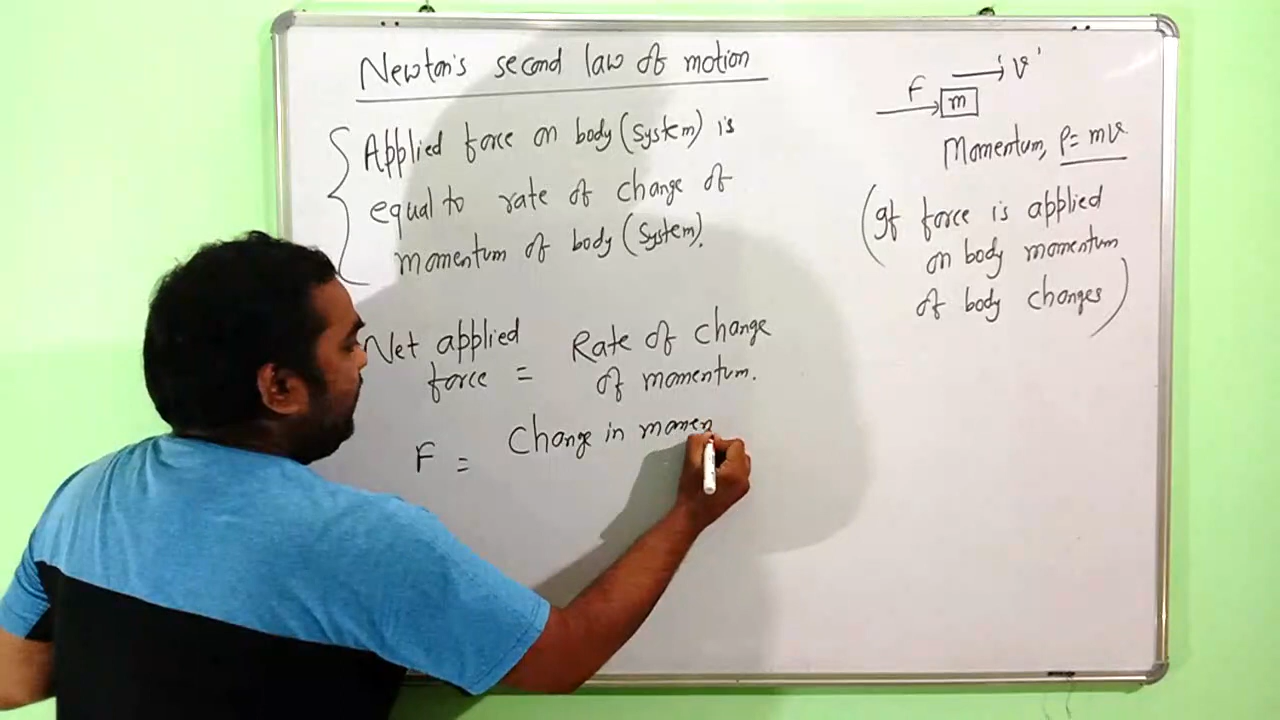 Newton's second law of motion
Applied force on body (System) is
equal to rate of change of
momentum of body (System).
Net applied
force =
Rate of change
of momentum.
F =
Change in momen
F
m
v
Momentum, P = mv
(If force is applied
on body momentum
of body changes)